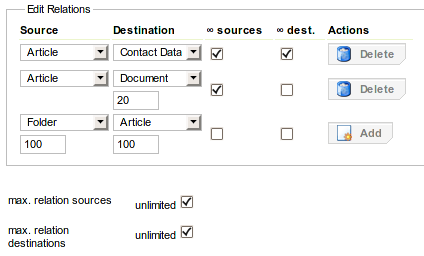 Edit Relations
Source Destination ∞ sources ∞ dest. Actions
Article Contact Data Delete
Article Document Delete
20
Folder Article Add
100 100
max. relation sources unlimited
max. relation
destinations unlimited